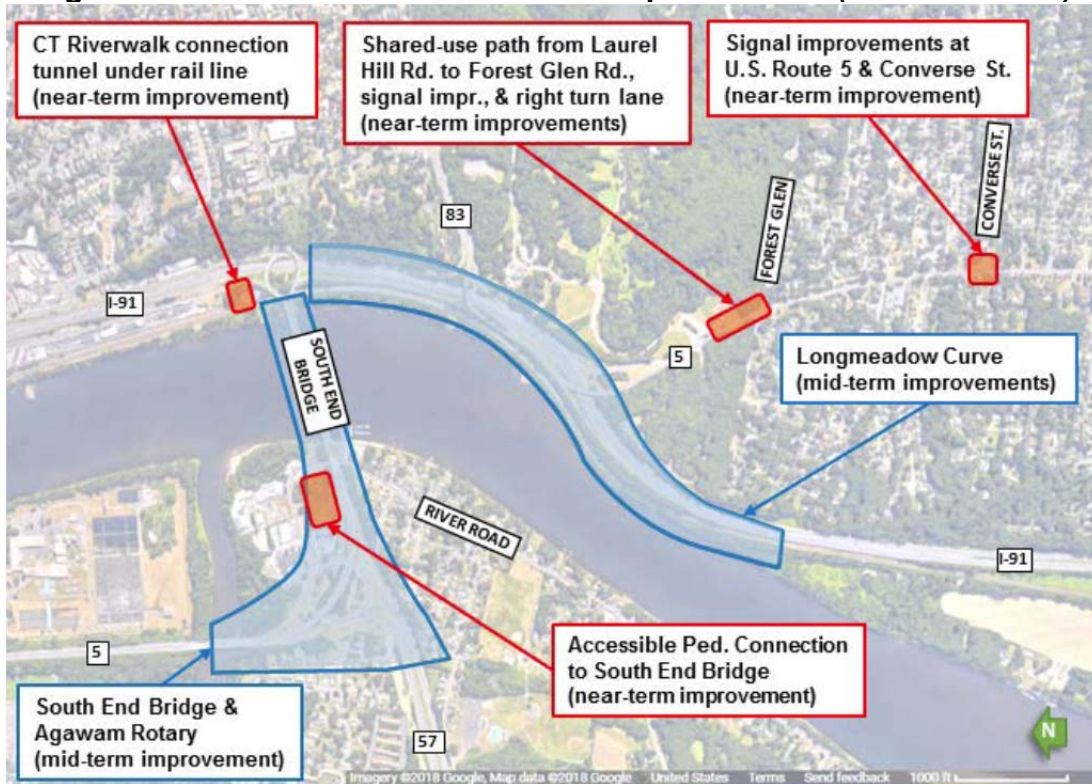 CT Riverwalk connection
tunnel under rail line
(near-term improvement)
Shared-use path from Laurel
Hill Rd. to Forest Glen Rd.,
signal impr., & right turn lane
(near-term improvements)
Signal improvements at
U.S. Route 5 & Converse St.
(near-term improvement)
CONVERSE ST.
83
FOREST GLEN
I-91
SOUTH END
BRIDGE
5
Longmeadow Curve
(mid-term improvements)
RIVER ROAD
I-91
5
Accessible Ped. Connection
to South End Bridge
(near-term improvement)
South End Bridge &
Agawam Rotary
(mid-term improvement)
57
N
Imagery ©2018 Google, Map data ©2018 Google United States Terms Send feedback 1000 ft